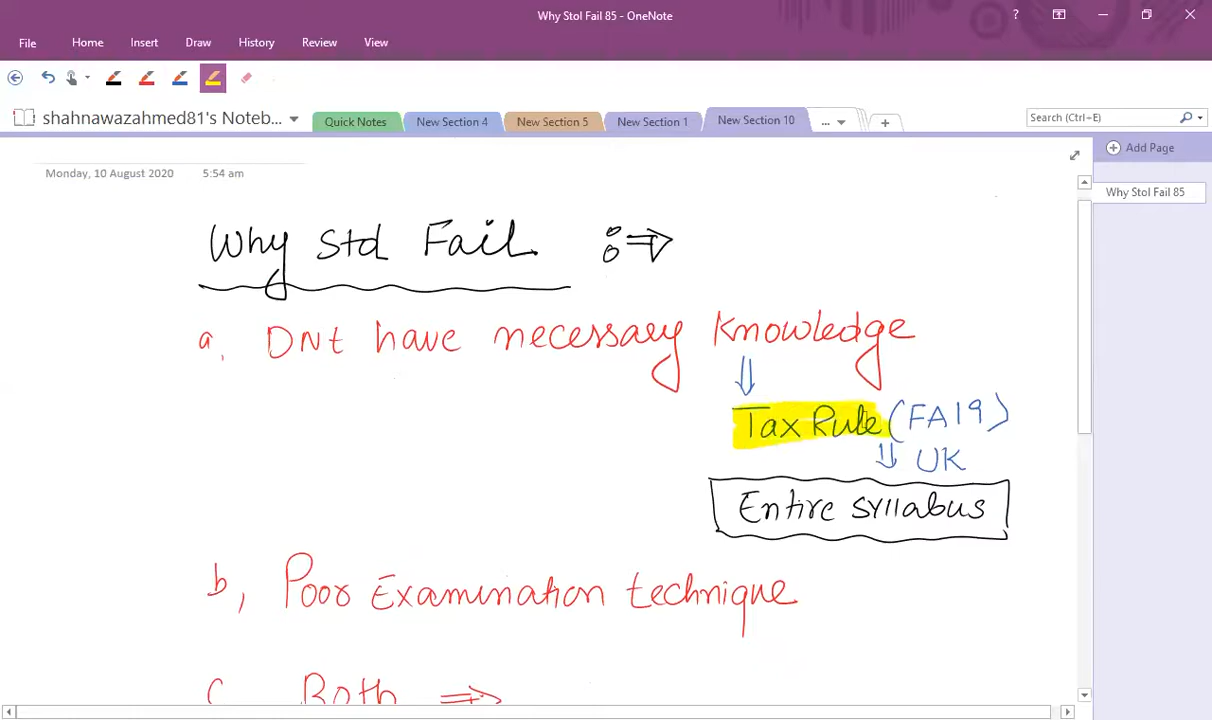 Why Stol Fail 85 - OneNote
?
File Home Insert Draw History Review View
shahnawazahmed81's Noteb... Quick Notes New Section 4 New Section 5 New Section 1 New Section 10 ... + Search (Ctrl+E)
Add Page
Why Stol Fail 85
Monday, 10 August 2020 5:54 am
Why Std Fail. :⇒
a. DNt have necessary knowledge
⇓
Tax Rule (FA19)
⇓ UK
Entire syllabus
b, Poor Examination technique
c Both ⇒